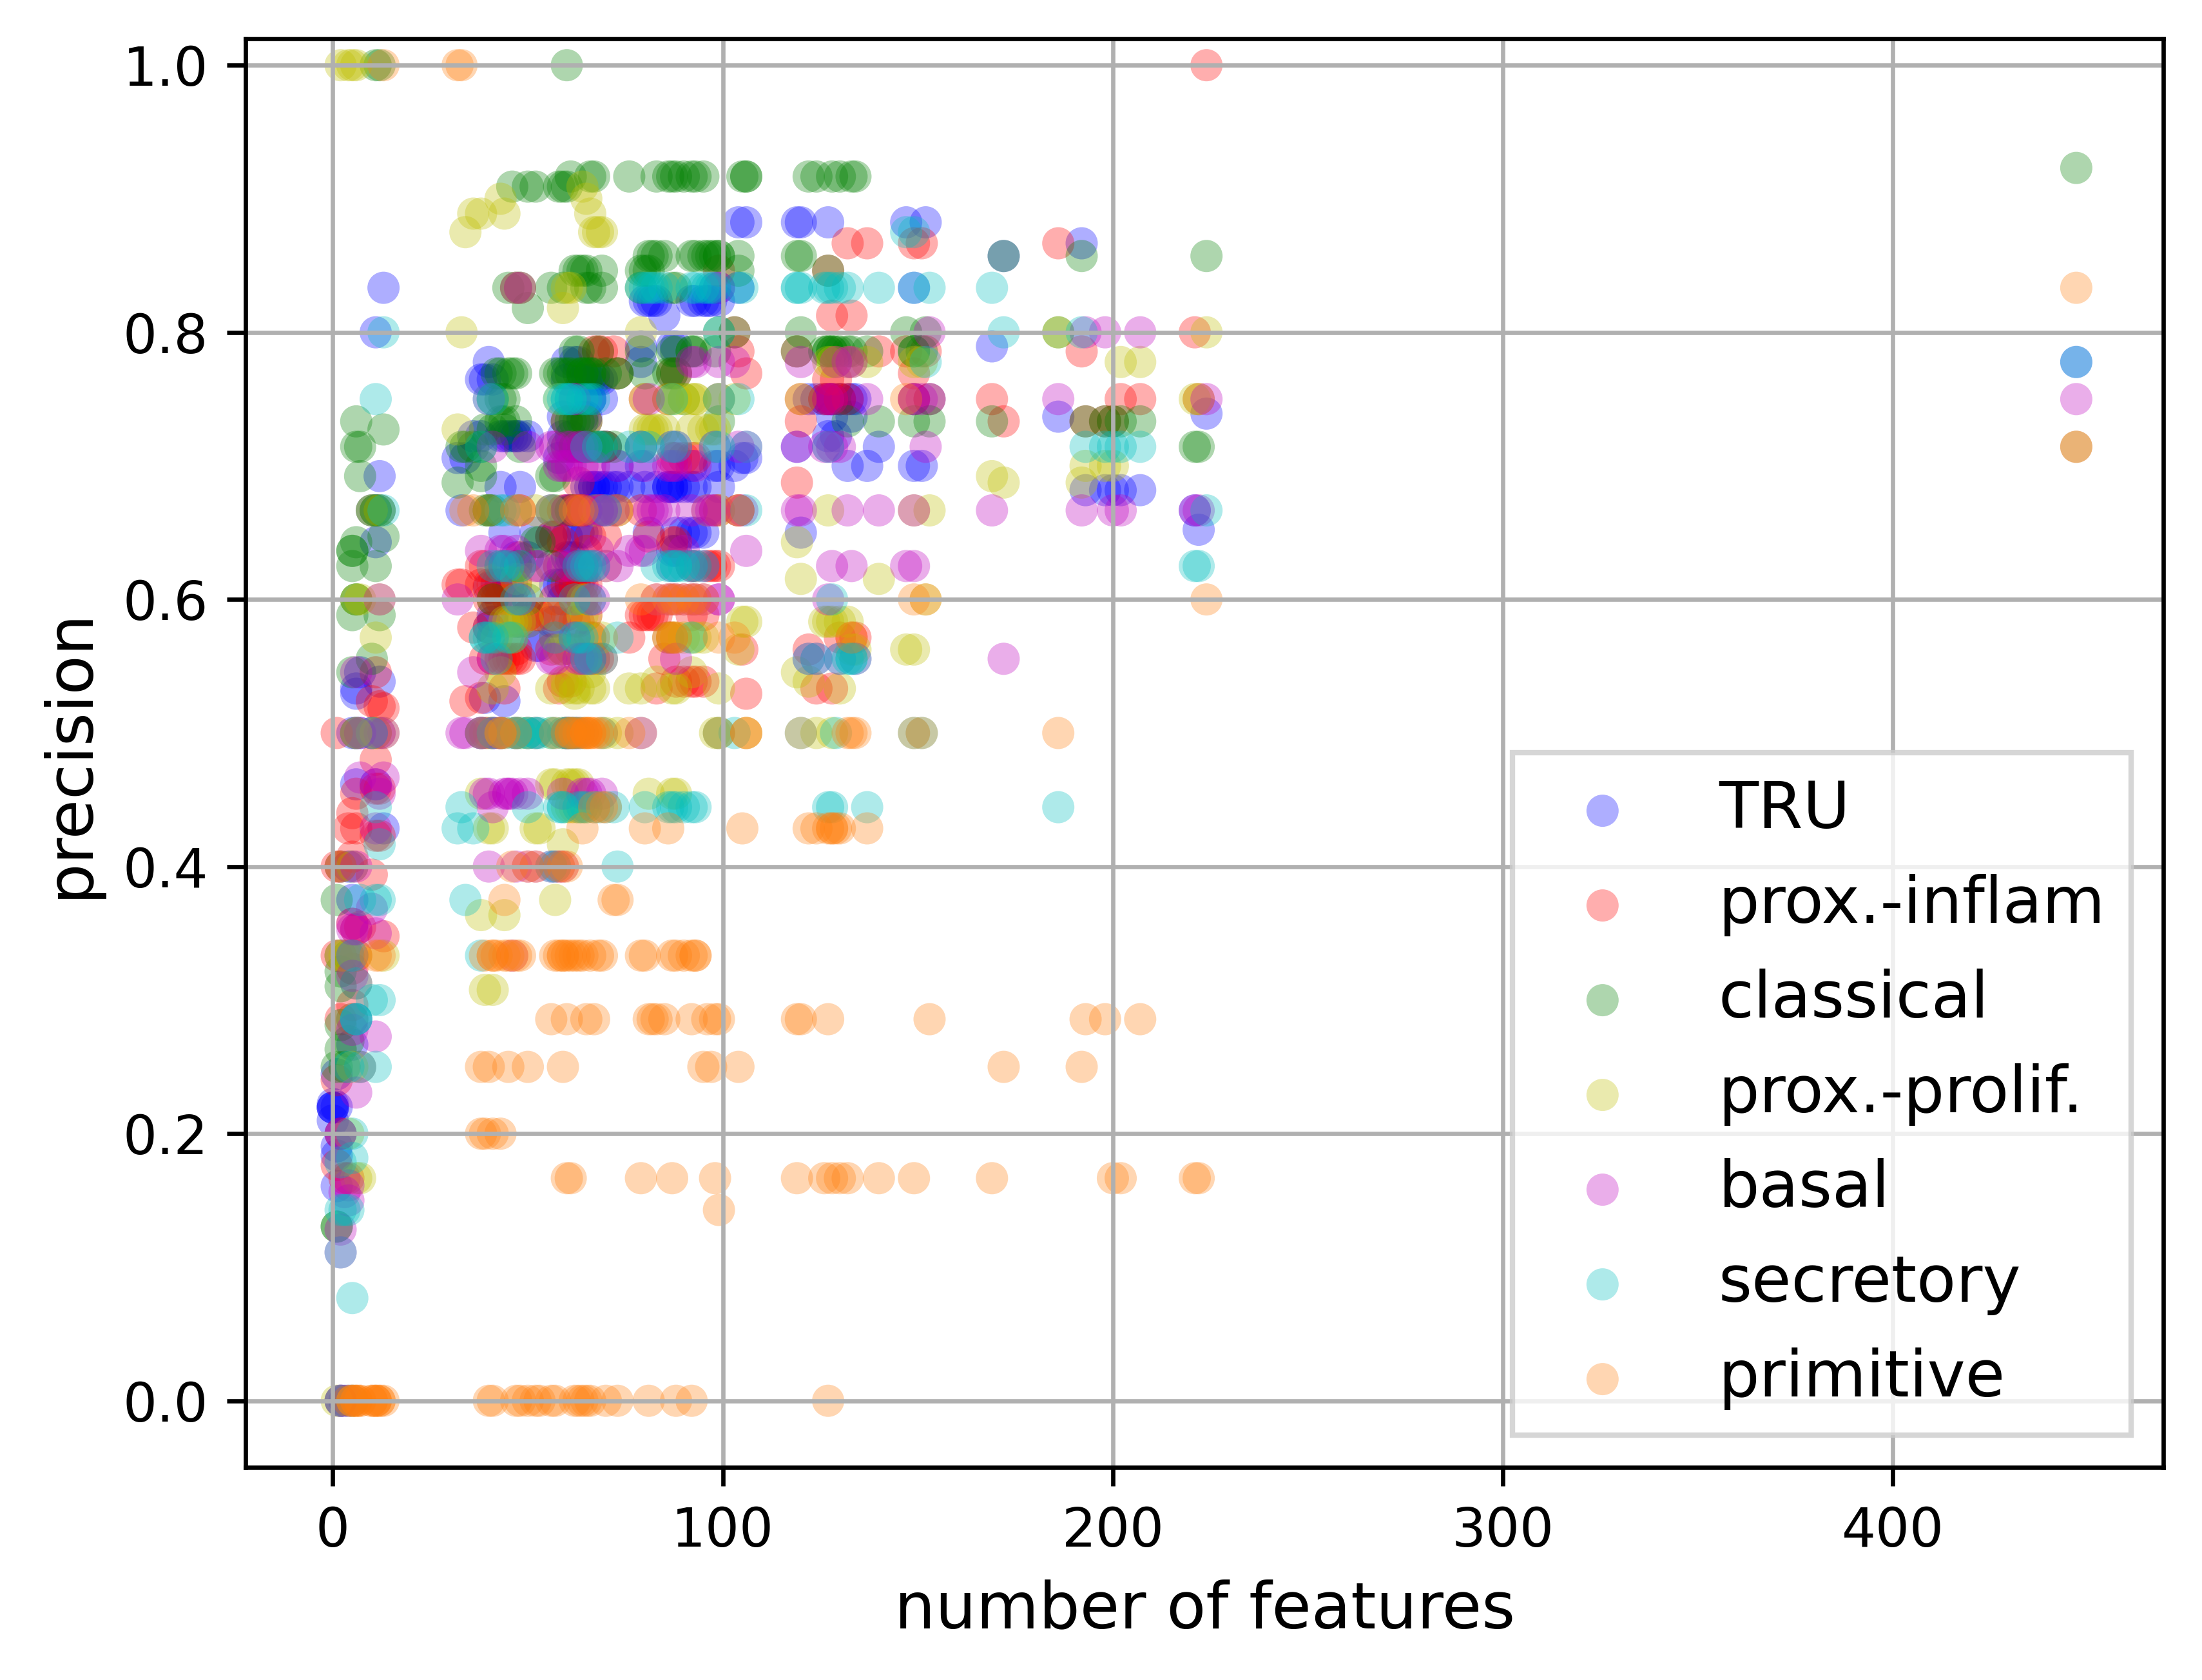 1.0
0.8
0.6
0.4
0.2
0.0
precision
0
100
200
300
400
number of features
TRU
prox.-inflam
classical
prox.-prolif.
basal
secretory
primitive